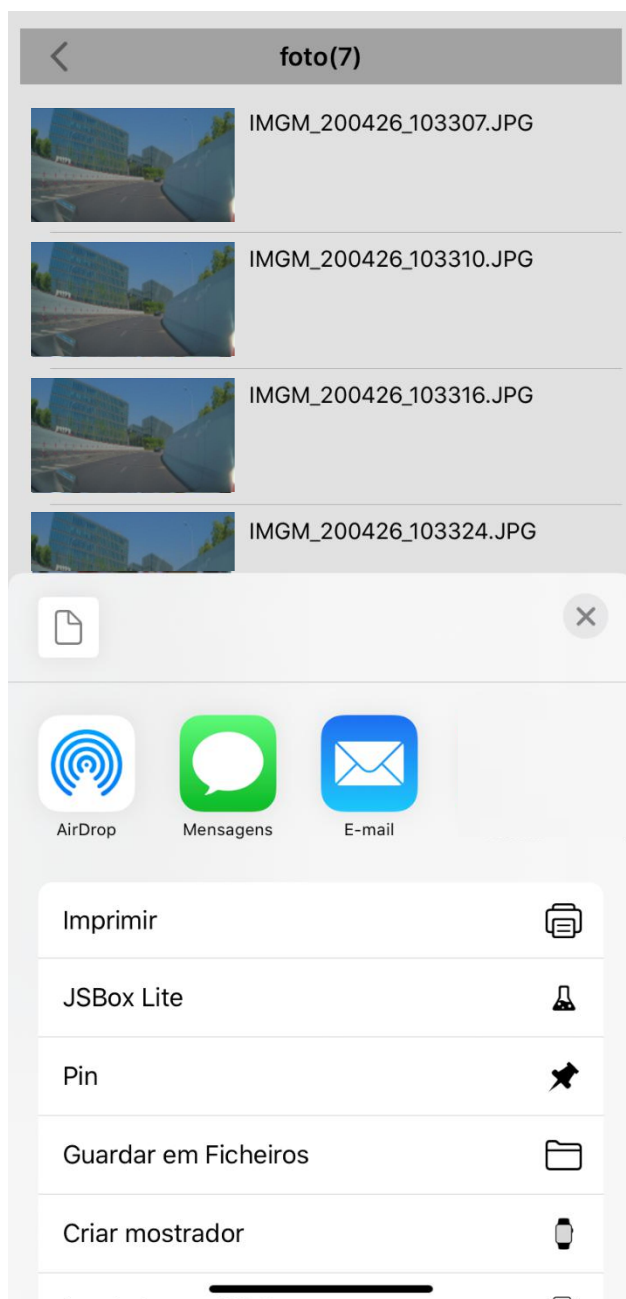 foto(7)
IMGM_200426_103307.JPG
IMGM_200426_103310.JPG
IMGM_200426_103316.JPG
IMGM_200426_103324.JPG
AirDrop
Mensagens
E-mail
Imprimir
JSBox Lite
Pin
Guardar em Ficheiros
Criar mostrador